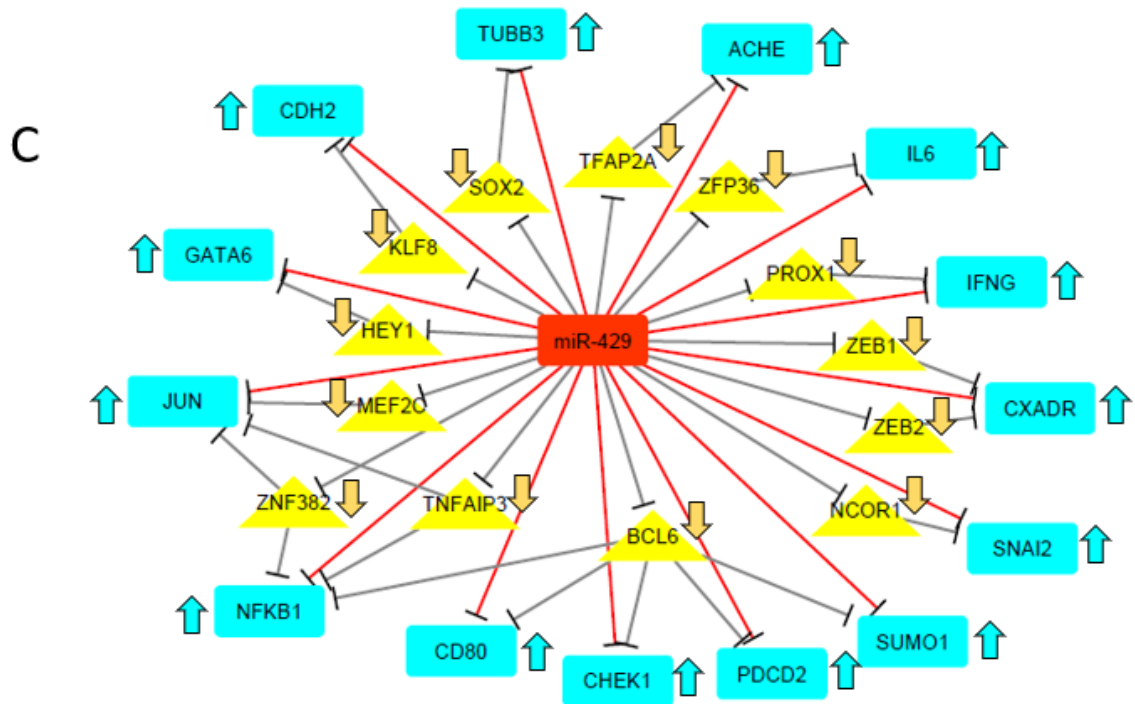 C
TUBB3
ACHE
CDH2
IL6
TFAP2A
ZFP36
SOX2
KLF8
GATA6
PROX1
IFNG
HEY1
miR-429
ZEB1
JUN
MEF2C
CXADR
ZEB2
ZNF382
TNFAIP3
NCOR1
BCL6
SNAI2
NFKB1
CD80
SUMO1
CHEK1
PDCD2